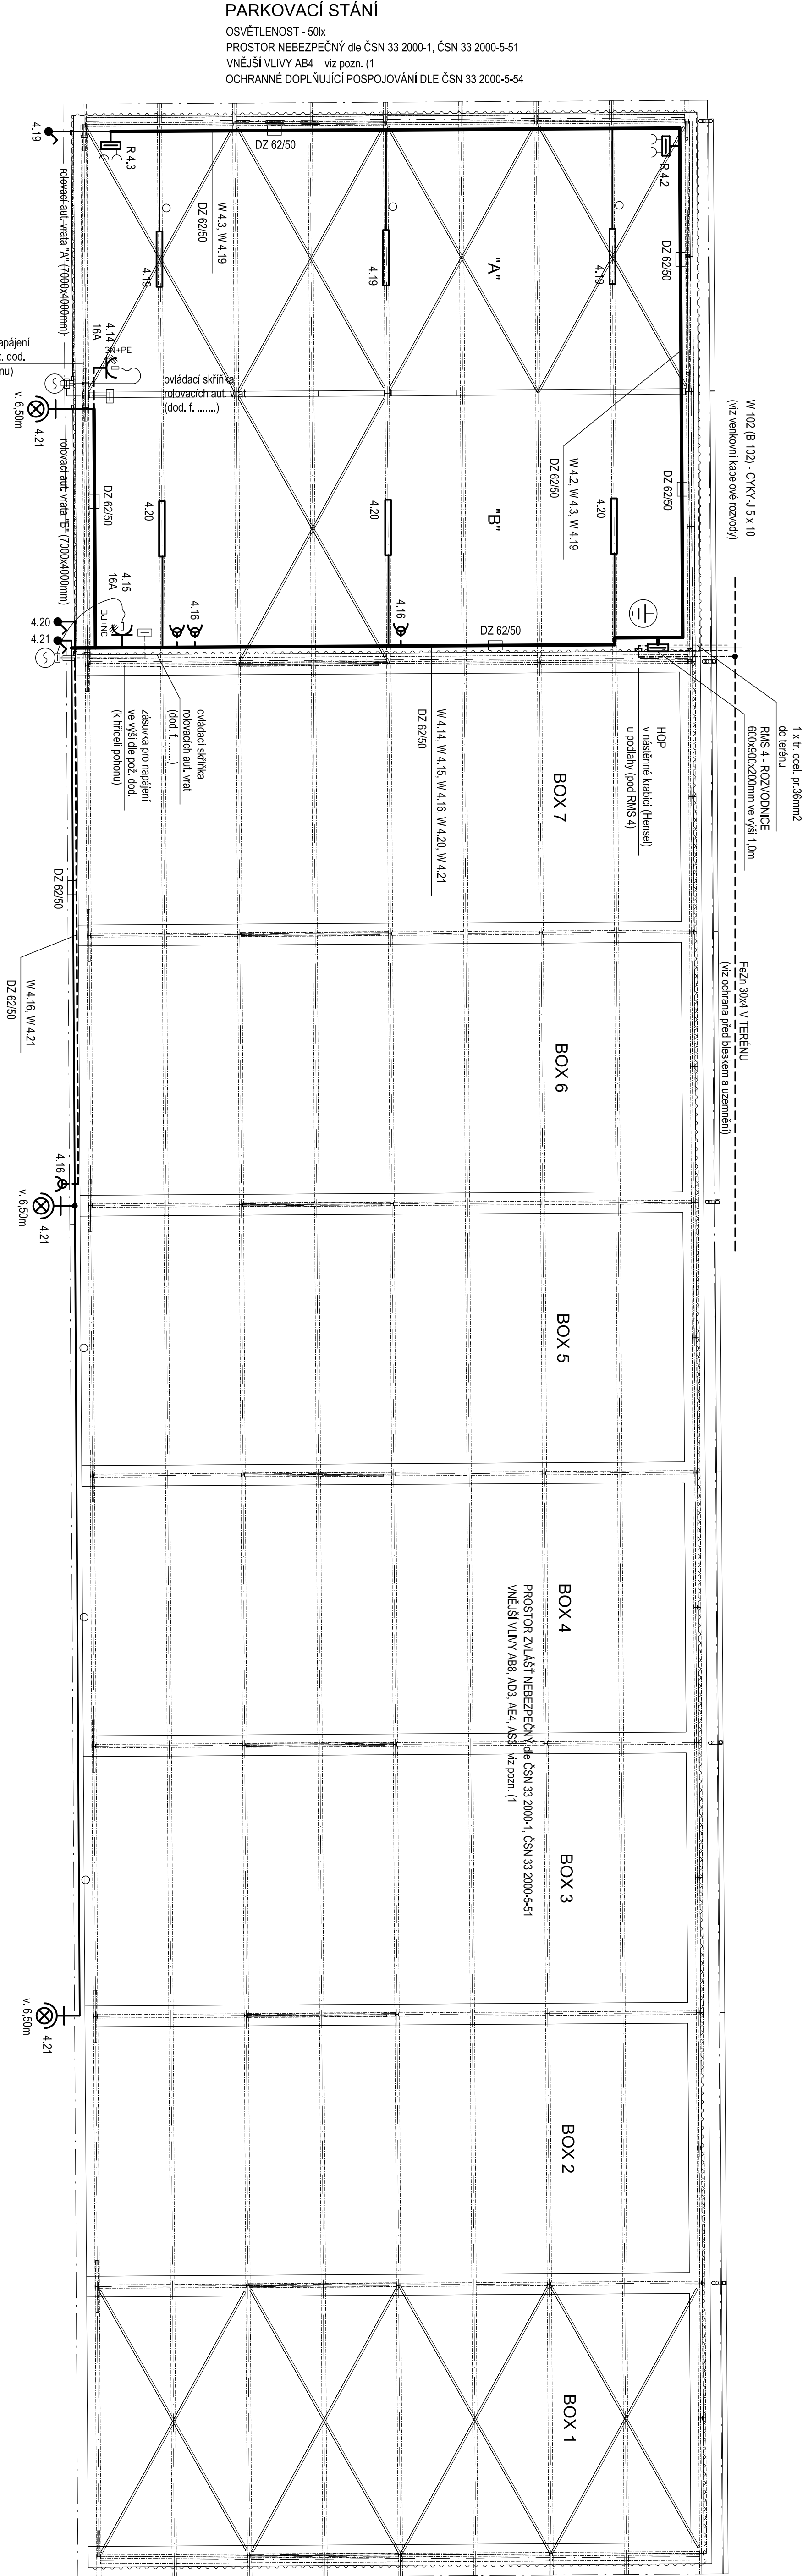 PARKOVACÍ STÁNÍ
OSVĚTLENOST - 50lx
PROSTOR NEBEZPEČNÝ dle ČSN 33 2000-1, ČSN 33 2000-5-51
VNĚJŠÍ VLIVY AB4 viz pozn. (1
OCHRANNÉ DOPLŇUJÍCÍ POSPOJOVÁNÍ DLE ČSN 33 2000-5-54
4.19
R 4.3
DZ 62/50
R 4.2
rolovací aut. vrata "A" (7000x4000mm)
W 4.3, W 4.19
DZ 62/50
DZ 62/50
4.19
4.19
4.19
"A"
4.14
16A
3N+PE
apájení
ž. dod.
nu)
ovládací skříňka
rolovacích aut. vrat
(dod. f. .......)
v. 6,50m
4.21
rolovací aut. vrata "B" (7000x4000mm)
DZ 62/50
W 4.2, W 4.3, W 4.19
DZ 62/50
DZ 62/50
W 102 (B 102) - CYKY-J 5 x 10
(viz venkovní kabelové rozvody)
4.20
4.20
4.20
"B"
4.15
16A
3N+PE
4.16
4.16
DZ 62/50
4.20
4.21
1 x tr. ocel. pr.36mm2
do terénu
RMS 4 - ROZVODNICE
600x900x200mm ve výši 1,0m
HOP
v nástěnné krabici (Hensel)
u podlahy (pod RMS 4)
ovládací skříňka
rolovacích aut. vrat
(dod. f. .......)
zásuvka pro napájení
ve výši dle pož. dod.
(k hřídeli pohonu)
W 4.14, W 4.15, W 4.16, W 4.20, W 4.21
DZ 62/50
BOX 7
DZ 62/50
W 4.16, W 4.21
DZ 62/50
FeZn 30x4 V TERÉNU
(viz ochrana před bleskem a uzemnění)
BOX 6
4.16
v. 6,50m
4.21
BOX 5
BOX 4
PROSTOR ZVLÁŠŤ NEBEZPEČNÝ dle ČSN 33 2000-1, ČSN 33 2000-5-51
VNĚJŠÍ VLIVY AB8, AD3, AE4, AS3 viz pozn. (1
BOX 3
v. 6,50m
4.21
BOX 2
BOX 1